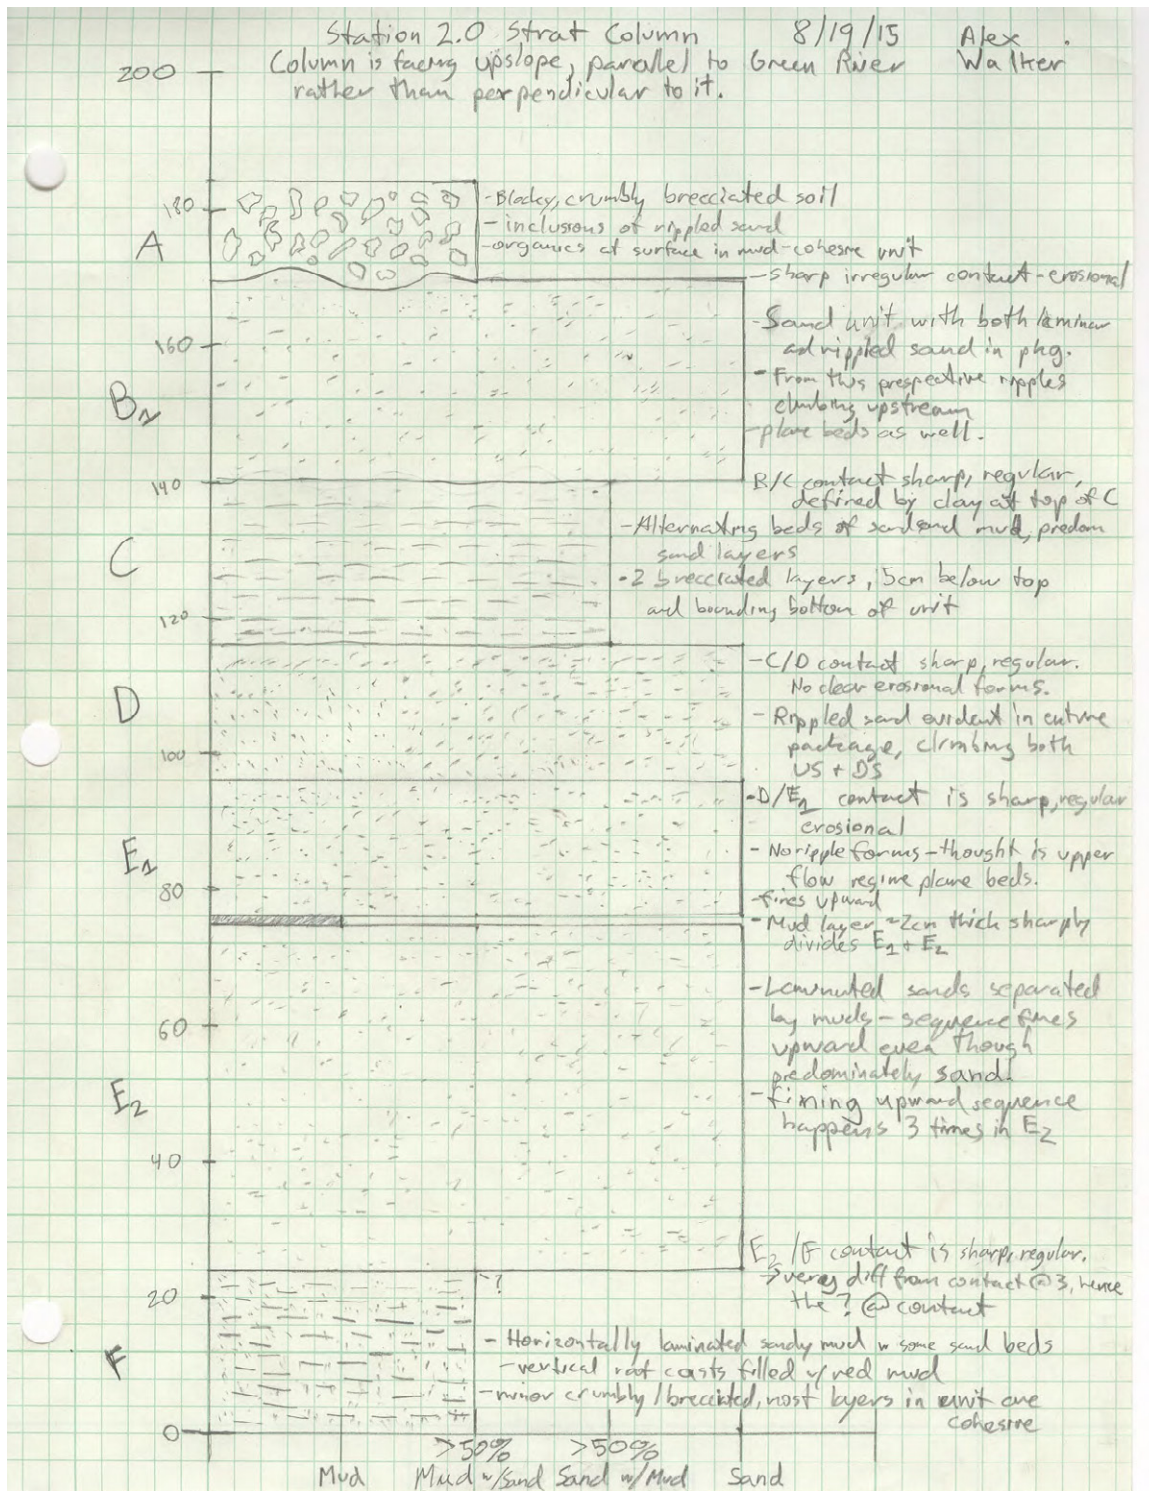 Station 2.0 Strat Column 8/19/15 Alex
Column is facing upslope, parallel to Green River Walker
200
rather than perpendicular to it.
180
- Blocky, crumbly brecciated soil
- inclusions of rippled sand
A
- organics at surface in mud-cohesive unit
- sharp irregular contact - erosional
- Sand unit with both laminar
160
and rippled sand in pkg.
- From this prespective ripples
B
climbing upstream
- plane beds as well.
140
B/C contact sharp, regular,
defined by clay at top of C
- Alternating beds of sand and mud, predom
C
sand layers
- 2 brecciated layers, 5cm below top
and bounding bottom of unit
120
- C/D contact sharp, regular.
No clear erosional forms.
D
- Rippled sand evident in entire
package, climbing both
100
US + DS
- D/E1 contact is sharp, regular
erosional
E1
- No ripple forms - thought is upper
flow regime plane beds.
80
- fines upward
- Mud layer ~2cm thick sharply
divides E1 + E2
- Laminated sands separated
by muds - sequence fines
60
upward even though
predominately sand.
E2
- fining upward sequence
happens 3 times in E2
40
E2/F contact is sharp, regular.
→ very diff from contact @ 3, hence
- ?
20
the ? @ contact
- Horizontally laminated sandy mud w some sand beds
F
- vertical root casts filled w/ red mud
- minor crumbly/brecciated, most layers in unit are
cohesive
0
>50% >50%
Mud Mud w/Sand Sand w/Mud Sand